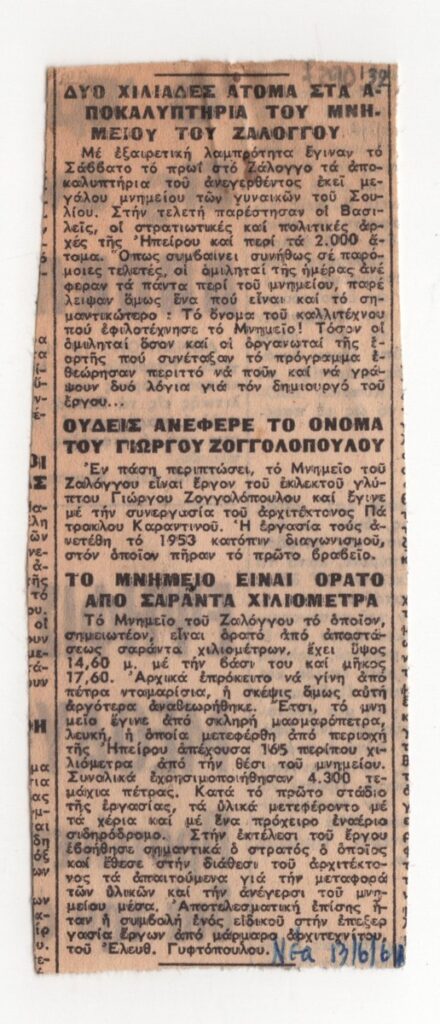 ΔΥΟ ΧΙΛΙΑΔΕΣ ΑΤΟΜΑ ΣΤΑ Α-
ΠΟΚΑΛΥΠΤΗΡΙΑ ΤΟΥ ΜΝΗ-
ΜΕΙΟΥ ΤΟΥ ΖΑΛΟΓΓΟΥ
Μέ ἐξαιρετική λαμπρότητα ἔγιναν τό
Σάββατο τό πρωί στό Ζάλογγο τά ἀπο-
καλυπτήρια τοῦ ἀνεγερθέντος ἐκεῖ με-
γάλου μνημείου τῶν γυναικῶν τοῦ Σου-
λίου. Στήν τελετή παρέστησαν οἱ Βασι-
λεῖς, οἱ στρατιωτικές καί πολιτικές ἀρ-
χές τῆς Ἠπείρου καί περί τά 2.000 ἄ-
τομα. Ὅπως συμβαίνει συνήθως σέ παρό-
μοιες τελετές, οἱ ὁμιληταί τῆς ἡμέρας ἀνέ
φεραν τά πάντα περί τοῦ μνημείου, παρέ
λειψαν ὅμως ἕνα πού εἶναι καί τό ση-
μαντικώτερο : Τό ὄνομα τοῦ καλλιτέχνου
πού ἐφιλοτέχνησε τό Μνημεῖο! Τόσον οἱ
ὁμιληταί ὅσον καί οἱ ὀργανωταί τῆς ἑ-
ορτῆς πού συνέταξαν τό πρόγραμμα ἐ-
θεώρησαν περιττό νά ποῦν καί νά γρά-
ψουν δυό λόγια γιά τόν δημιουργό τοῦ
ἔργου...
ΟΥΔΕΙΣ ΑΝΕΦΕΡΕ ΤΟ ΟΝΟΜΑ
ΤΟΥ ΓΙΩΡΓΟΥ ΖΟΓΓΟΛΟΠΟΥΛΟΥ
Ἐν πάσῃ περιπτώσει, τό Μνημεῖο τοῦ
Ζαλόγγου εἶναι ἔργον τοῦ ἐκλεκτοῦ γλύ-
πτου Γιώργου Ζογγολόπουλου καί ἔγινε
μέ τήν συνεργασία τοῦ ἀρχιτέκτονος Πά
τροκλου Καραντινοῦ. Ἡ ἐργασία τούς ἀ-
νετέθη τό 1953 κατόπιν διαγωνισμοῦ,
στόν ὁποῖον πῆραν τό πρῶτο βραβεῖο.
ΤΟ ΜΝΗΜΕΙΟ ΕΙΝΑΙ ΟΡΑΤΟ
ΑΠΟ ΣΑΡΑΝΤΑ ΧΙΛΙΟΜΕΤΡΑ
Τό Μνημεῖο τοῦ Ζαλόγγου τό ὁποῖον,
σημειωτέον, εἶναι ὁρατό ἀπό ἀποστά-
σεως σαράντα χιλιομέτρων, ἔχει ὕψος
14,60 μ. μέ τήν βάσι του καί μῆκος
17,60. Ἀρχικά ἐπρόκειτο νά γίνῃ ἀπό
πέτρα νταμαρίσια, ἡ σκέψις ὅμως αὐτή
ἀργότερα ἀναθεωρήθηκε. Ἔτσι, τό μνη
μεῖο ἔγινε ἀπό σκληρή μαρμαρόπετρα,
λευκή, ἡ ὁποία μετεφέρθη ἀπό περιοχή
τῆς Ἠπείρου ἀπέχουσα 165 περίπου χι-
λιόμετρα ἀπό τήν θέσι τοῦ μνημείου.
Συνολικά ἐχρησιμοποιήθησαν 4.300 τε-
μάχια πέτρας. Κατά τό πρῶτο στάδιο
τῆς ἐργασίας, τά ὑλικά μετεφέροντο μέ
τά χέρια καί μέ ἕνα πρόχειρο ἐναέριο
σιδηρόδρομο. Στήν ἐκτέλεσι τοῦ ἔργου
ἐβοήθησε σημαντικά ὁ στρατός ὁ ὁποῖος
καί ἔθεσε στήν διάθεσι τοῦ ἀρχιτέκτο-
νος τά ἀπαιτούμενα γιά τήν μεταφορά
τῶν ὑλικῶν καί τήν ἀνέγερσι τοῦ μνη-
μείου μέσα. Ἀποτελεσματική ἐπίσης ἦ-
ταν ἡ συμβολή ἑνός εἰδικοῦ στήν ἐπεξερ
γασία ἔργων ἀπό μάρμαρο ἀρχιτεχνίτου,
τοῦ Ἐλευθ. Γυφτόπουλου.
Νέα 13/6/61